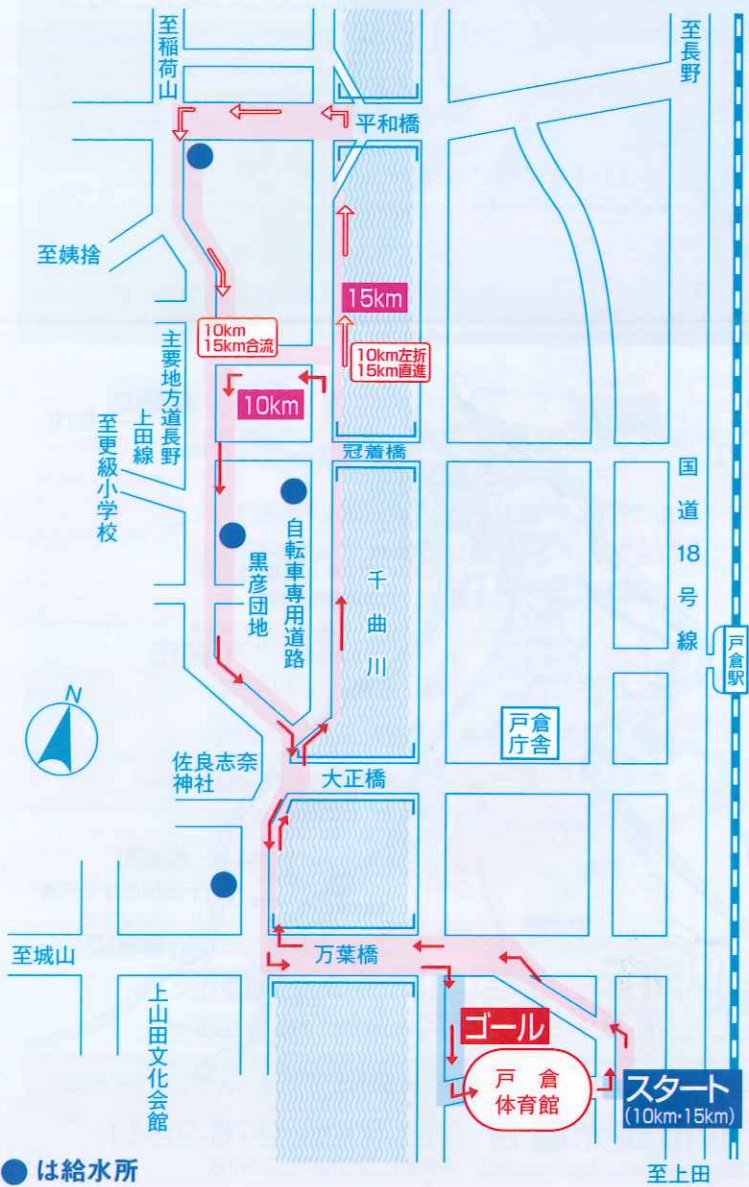 至稲荷山
至長野
平和橋
至姨捨
15km
10km
15km合流
10km左折
15km直進
主要地方道長野
上田線
10km
至更級小学校
冠着橋
国道18号線
自転車専用道路
黒彦団地
千曲川
戸倉駅
N
戸倉
庁舎
佐良志奈
神社
大正橋
至城山
万葉橋
上山田文化会館
ゴール
戸倉
体育館
スタート
(10km・15km)
は給水所
至上田